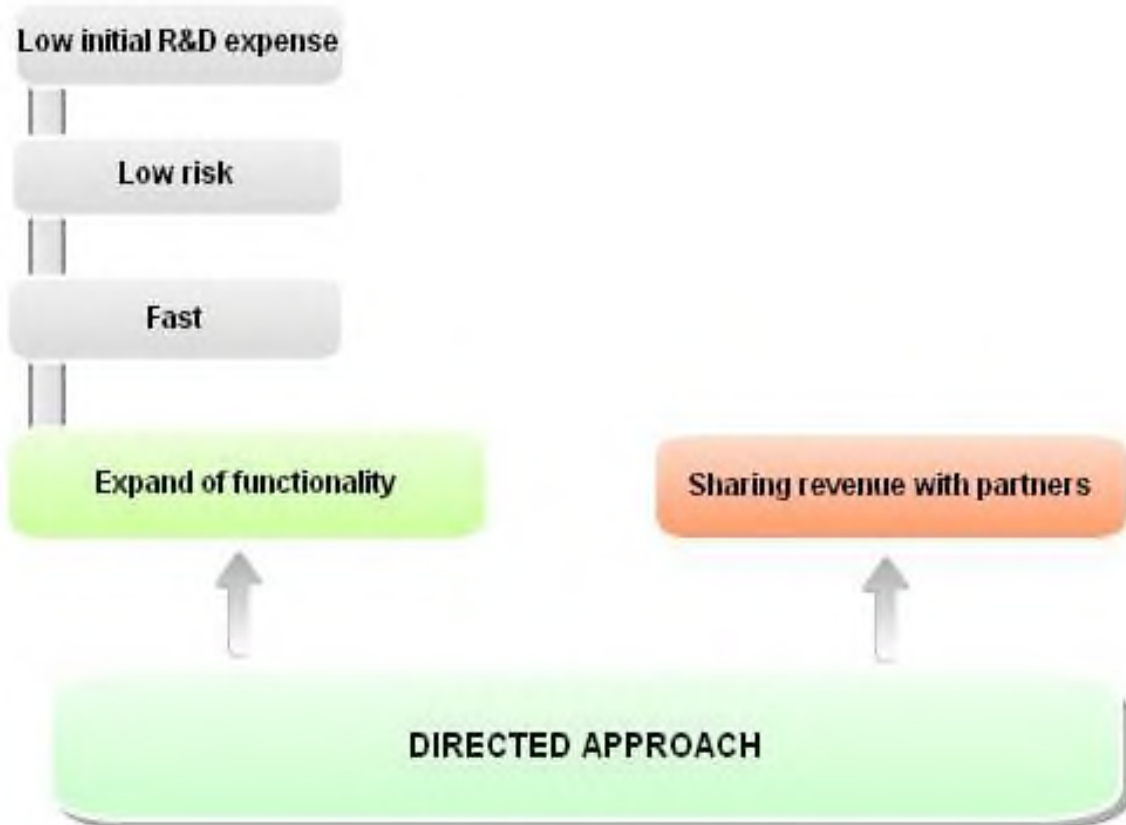 Low initial R&D expense
Low risk
Fast
Expand of functionality
Sharing revenue with partners
DIRECTED APPROACH